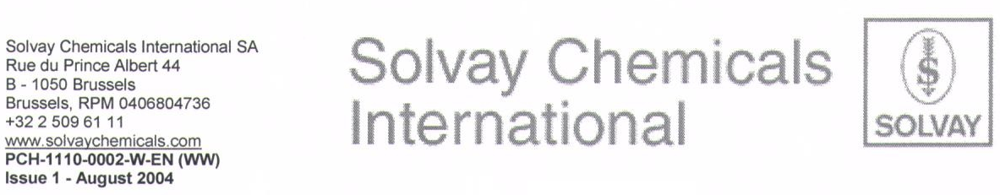 Solvay Chemicals International SA
Rue du Prince Albert 44
B - 1050 Brussels
Brussels, RPM 0406804736
+32 2 509 61 11
www.solvaychemicals.com
PCH-1110-0002-W-EN (WW)
Issue 1 - August 2004
Solvay Chemicals
International
S
SOLVAY